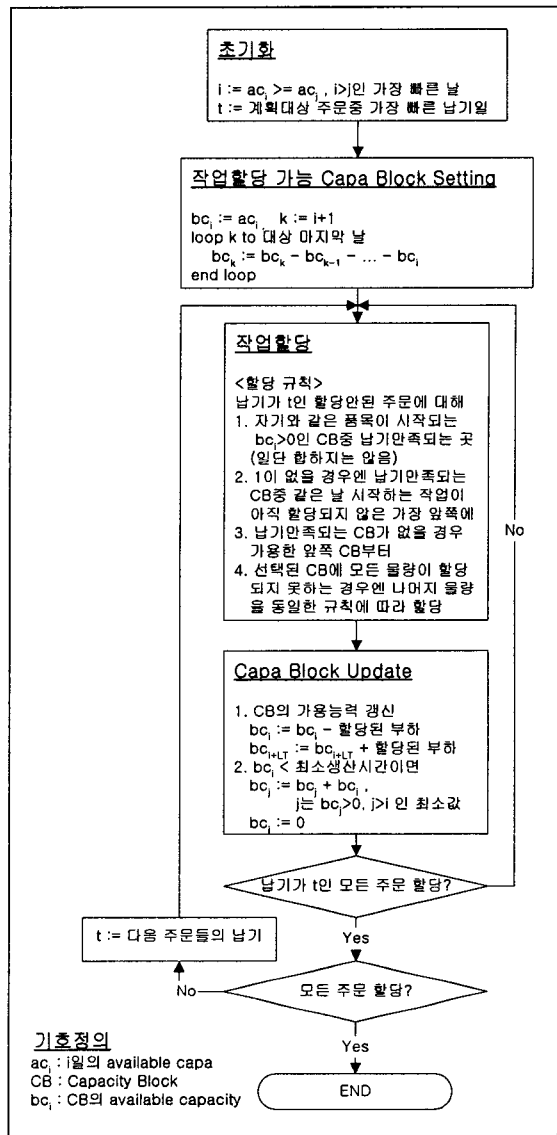 초기화
i := ac_i >= ac_j , i>j인 가장 빠른 날
t := 계획대상 주문중 가장 빠른 납기일
작업할당 가능 Capa Block Setting
bc_i := ac_i, k := i+1
loop k to 대상 마지막 날
bc_k := bc_k – bc_k-1 – ... – bc_i
end loop
작업할당
<할당 규칙>
납기가 t인 할당안된 주문에 대해
1. 자기와 같은 품목이 시작되는
bc_i>0인 CB중 납기만족되는 곳
(일단 합하지는 않음)
2. 1이 없을 경우엔 납기만족되는
CB중 같은 날 시작하는 작업이
아직 할당되지 않은 가장 앞쪽에
3. 납기만족되는 CB가 없을 경우
가용한 앞쪽 CB부터
4. 선택된 CB에 모든 물량이 할당
되지 못하는 경우엔 나머지 물량
을 동일한 규칙에 따라 할당
No
Capa Block Update
1. CB의 가용능력 갱신
bc_i := bc_i – 할당된 부하
bc_i+LT := bc_i+LT + 할당된 부하
2. bc_i < 최소생산시간이면
bc_j := bc_j + bc_i ,
j는 bc_j>0, j>i 인 최소값
bc_i := 0
납기가 t인 모든 주문 할당?
t := 다음 주문들의 납기
Yes
No
모든 주문 할당?
Yes
END
기호정의
ac_i : i일의 available capa
CB : Capacity Block
bc_i : CB의 available capacity